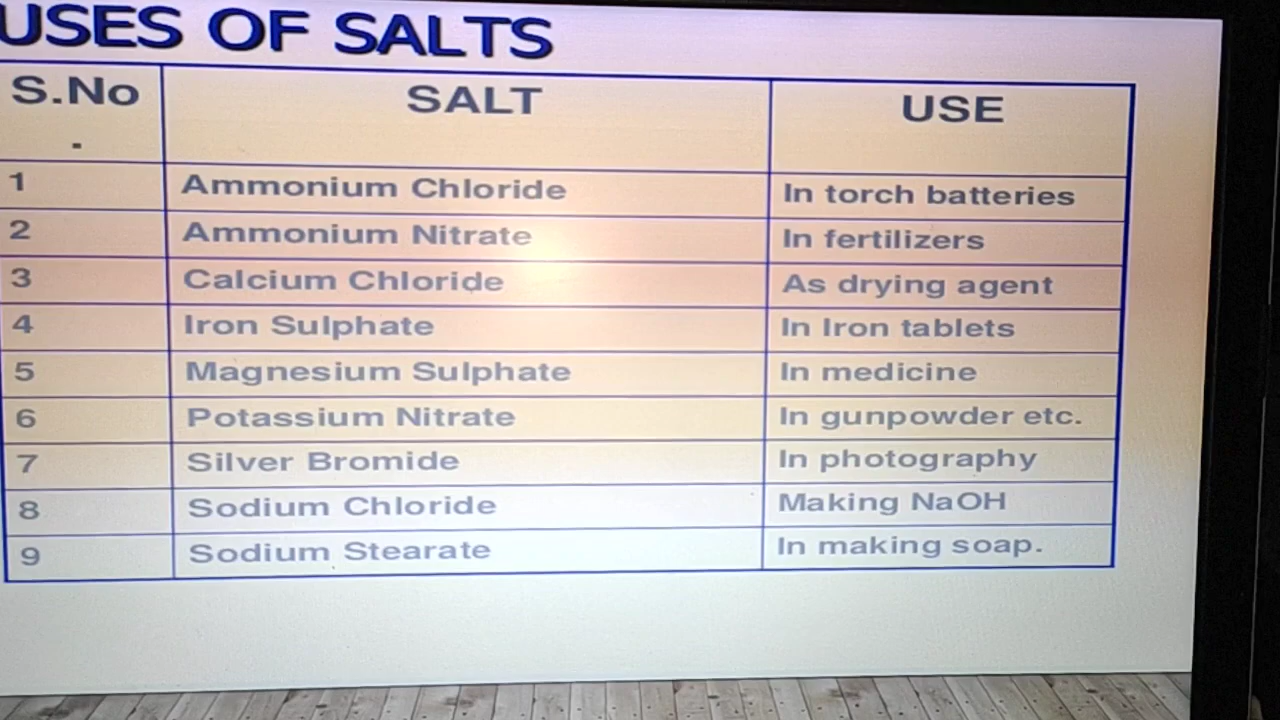 USES OF SALTS
S.No. SALT USE
1 Ammonium Chloride In torch batteries
2 Ammonium Nitrate In fertilizers
3 Calcium Chloride As drying agent
4 Iron Sulphate In Iron tablets
5 Magnesium Sulphate In medicine
6 Potassium Nitrate In gunpowder etc.
7 Silver Bromide In photography
8 Sodium Chloride Making NaOH
9 Sodium Stearate In making soap.